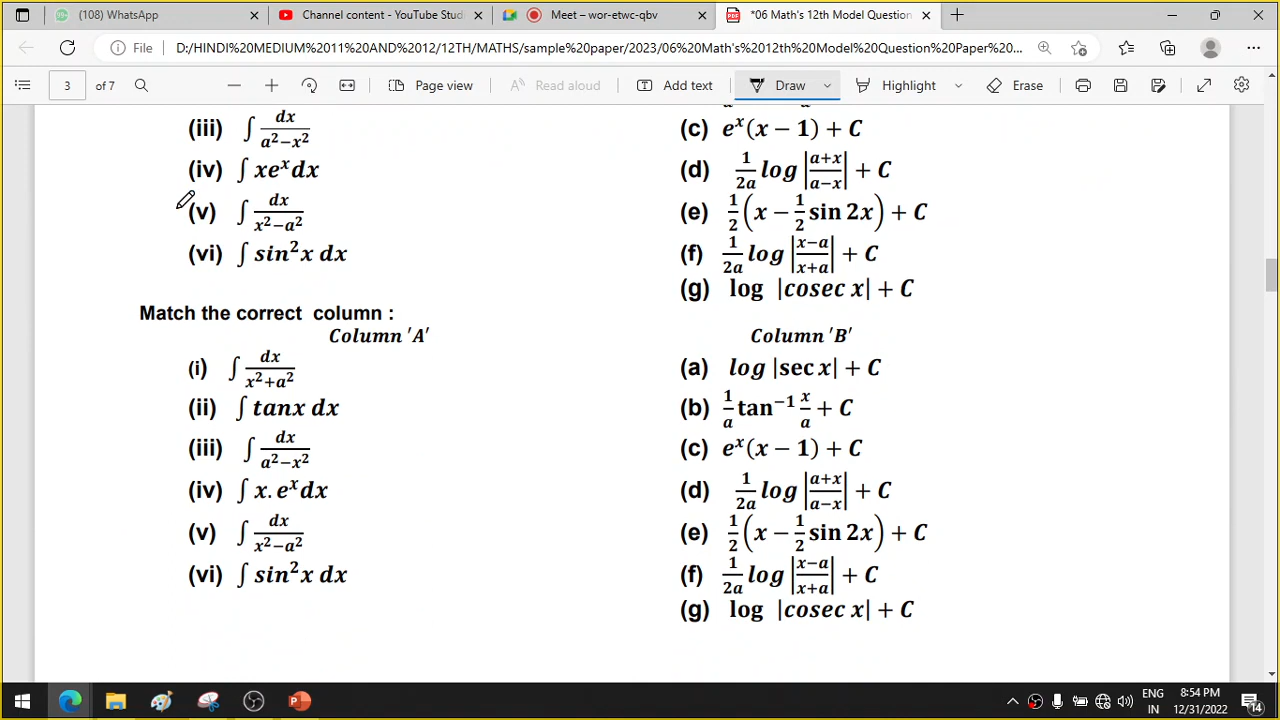 (108) WhatsApp
Channel content - YouTube Stud
Meet – wor-etwc-qbv
*06 Math's 12th Model Question
File
D:/HINDI%20MEDIUM%2011%20AND%2012/12TH/MATHS/sample%20paper/2023/06%20Math's%2012th%20Model%20Question%20Paper%20...
3 of 7
Page view
Read aloud
Add text
Draw
Highlight
Erase
(iii) ∫ dx/(a²−x²)
(c) eˣ(x − 1) + C
(iv) ∫ xeˣdx
(d) 1/2a log |a+x/a−x| + C
(v) ∫ dx/(x²−a²)
(e) 1/2 (x − 1/2 sin 2x) + C
(vi) ∫ sin²x dx
(f) 1/2a log |x−a/x+a| + C
(g) log |cosec x| + C
Match the correct column :
Column 'A' Column 'B'
(i) ∫ dx/(x²+a²)
(a) log |sec x| + C
(ii) ∫ tanx dx
(b) 1/a tan⁻¹ x/a + C
(iii) ∫ dx/(a²−x²)
(c) eˣ(x − 1) + C
(iv) ∫ x. eˣdx
(d) 1/2a log |a+x/a−x| + C
(v) ∫ dx/(x²−a²)
(e) 1/2 (x − 1/2 sin 2x) + C
(vi) ∫ sin²x dx
(f) 1/2a log |x−a/x+a| + C
(g) log |cosec x| + C
ENG
IN
8:54 PM
12/31/2022
14